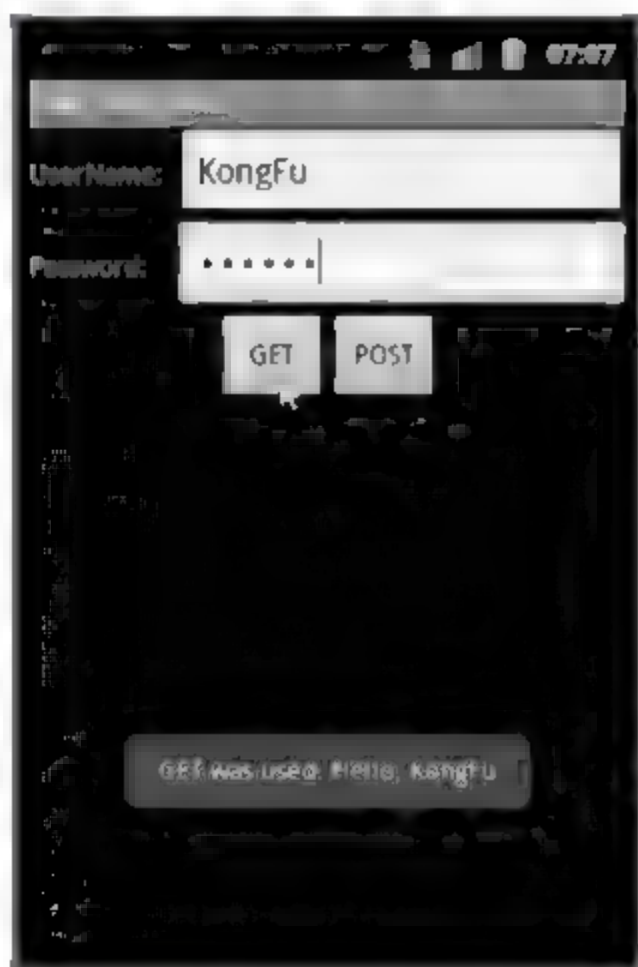 07:07
UserName: KongFu
Password: ••••••
GET POST
GET was used. Hello, KongFu